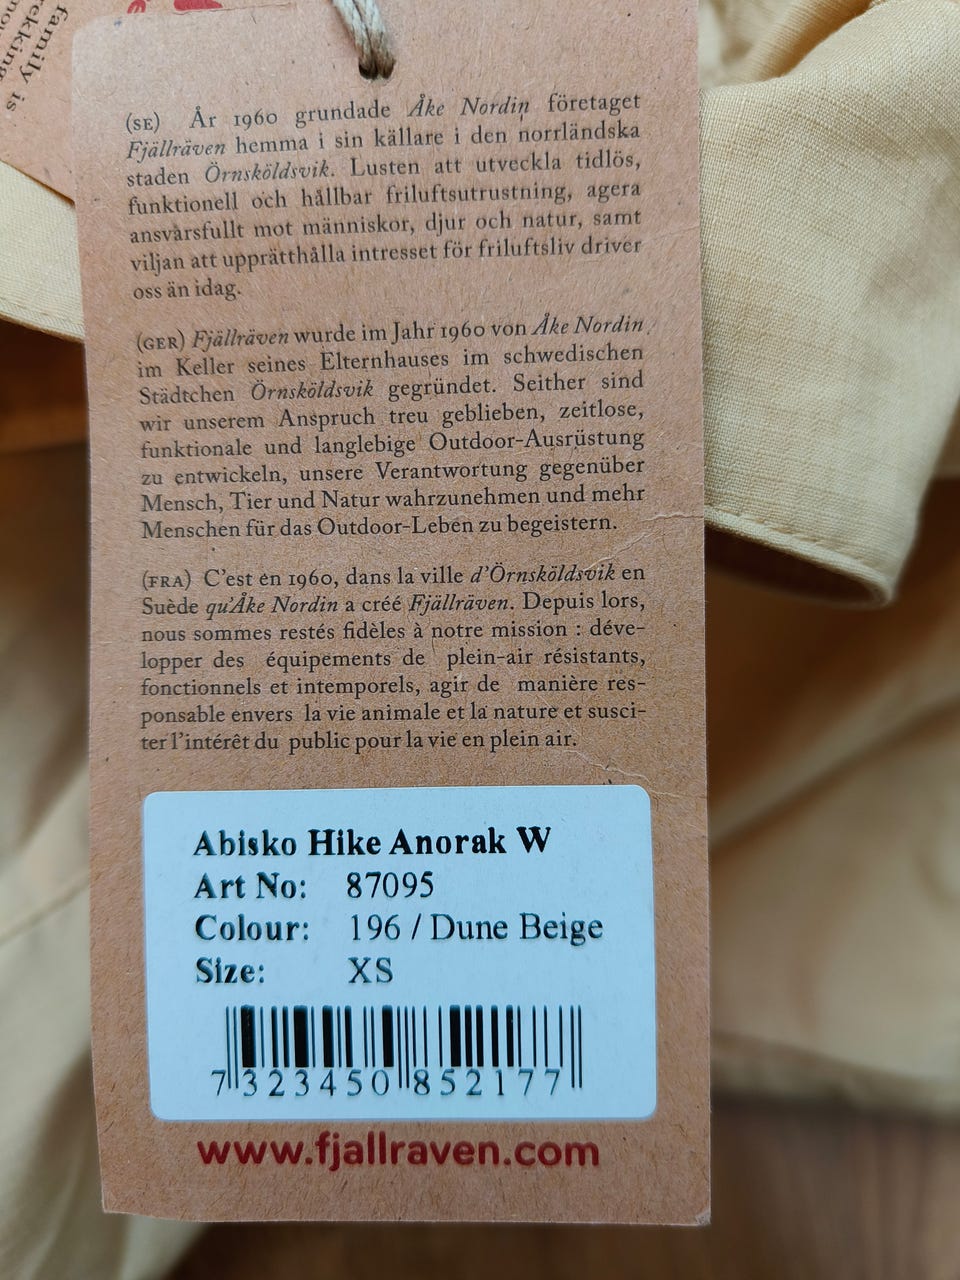 family is
rekking
(SE) År 1960 grundade Åke Nordin företaget
Fjällräven hemma i sin källare i den norrländska
staden Örnsköldsvik. Lusten att utveckla tidlös,
funktionell och hållbar friluftsutrustning, agera
ansvarsfullt mot människor, djur och natur, samt
viljan att upprätthålla intresset för friluftsliv driver
oss än idag.
(GER) Fjällräven wurde im Jahr 1960 von Åke Nordin
im Keller seines Elternhauses im schwedischen
Städtchen Örnsköldsvik gegründet. Seither sind
wir unserem Anspruch treu geblieben, zeitlose,
funktionale und langlebige Outdoor-Ausrüstung
zu entwickeln, unsere Verantwortung gegenüber
Mensch, Tier und Natur wahrzunehmen und mehr
Menschen für das Outdoor-Leben zu begeistern.
(FRA) C'est en 1960, dans la ville d'Örnsköldsvik en
Suède qu'Åke Nordin a créé Fjällräven. Depuis lors,
nous sommes restés fidèles à notre mission : déve-
lopper des équipements de plein-air résistants,
fonctionnels et intemporels, agir de manière res-
ponsable envers la vie animale et la nature et susci-
ter l'intérêt du public pour la vie en plein air.
Abisko Hike Anorak W
Art No: 87095
Colour: 196 / Dune Beige
Size: XS
7 323450 852177
www.fjallraven.com